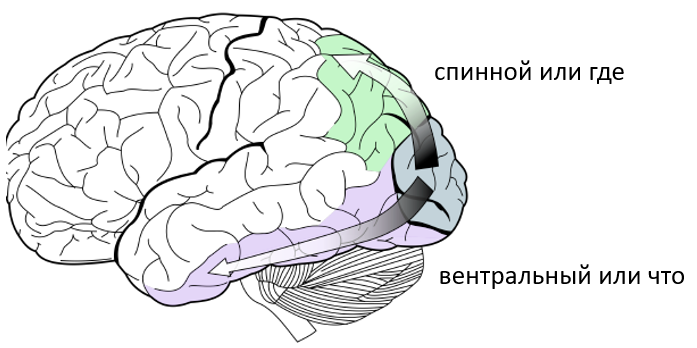 спинной или где
вентральный или что